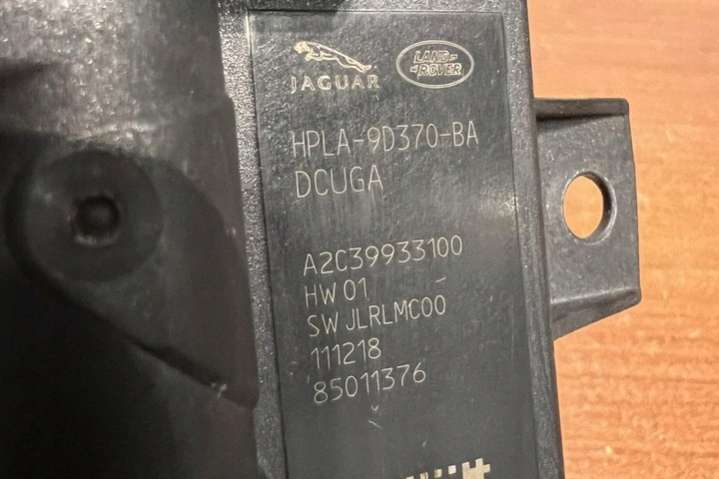 JAGUAR
LAND-
-ROVER
HPLA-9D370-BA
DCUGA
A2C39933100
HW 01
SW JLRLMC00
111218
85011376